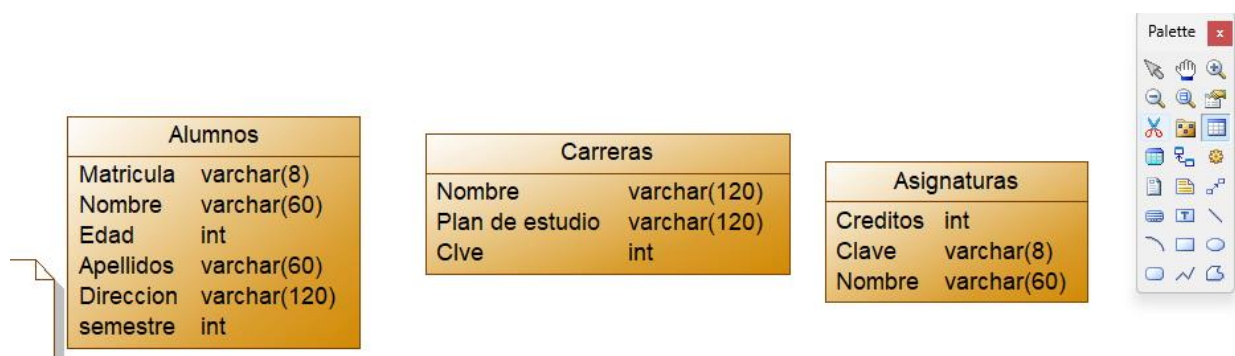 Palette
Alumnos
Matricula varchar(8)
Nombre varchar(60)
Edad int
Apellidos varchar(60)
Direccion varchar(120)
semestre int
Carreras
Nombre varchar(120)
Plan de estudio varchar(120)
Clve int
Asignaturas
Creditos int
Clave varchar(8)
Nombre varchar(60)